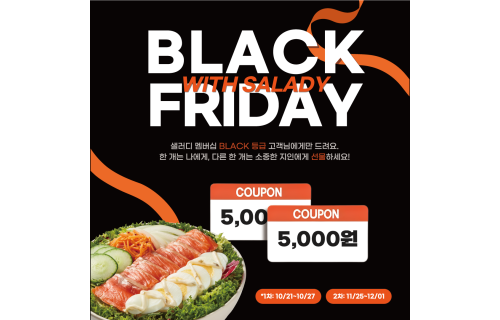 BLACK
WITH SALADY
FRIDAY
샐러디 멤버십 BLACK 등급 고객님에게만 드려요.
한 개는 나에게, 다른 한 개는 소중한 지인에게 선물하세요!
COUPON
5,00
COUPON
5,000원
*1차: 10/21~10/27
2차: 11/25~12/01